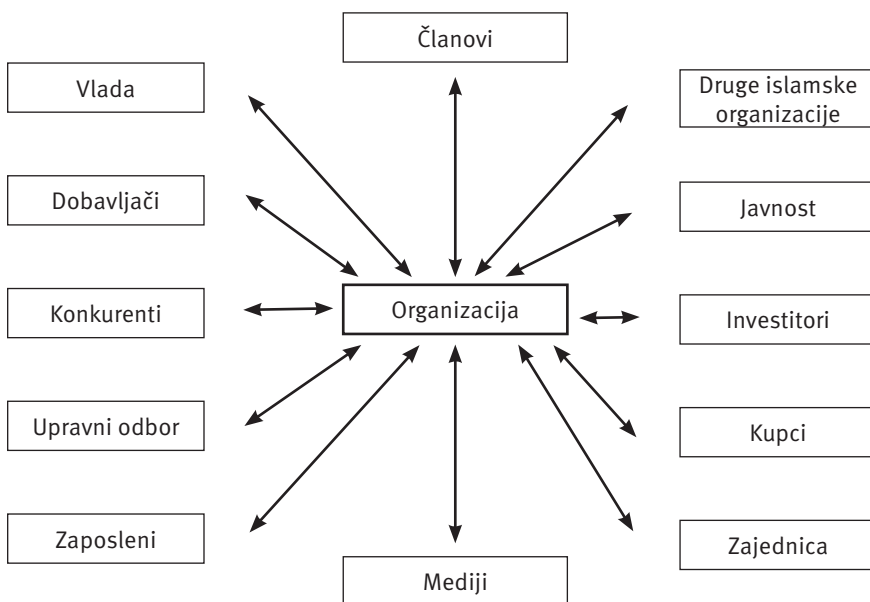 Članovi
Vlada
Druge islamske
organizacije
Dobavljači
Javnost
Konkurenti
Organizacija
Investitori
Upravni odbor
Kupci
Zaposleni
Zajednica
Mediji